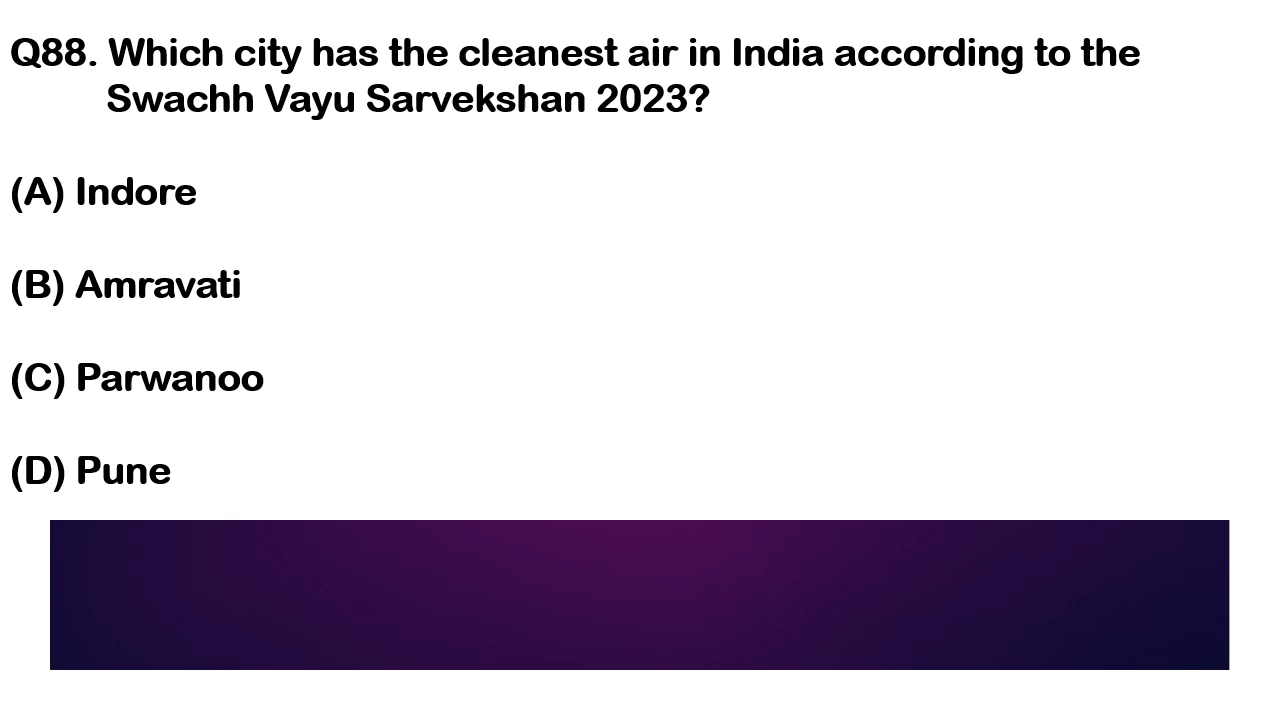 Q88. Which city has the cleanest air in India according to the
Swachh Vayu Sarvekshan 2023?
(A) Indore
(B) Amravati
(C) Parwanoo
(D) Pune